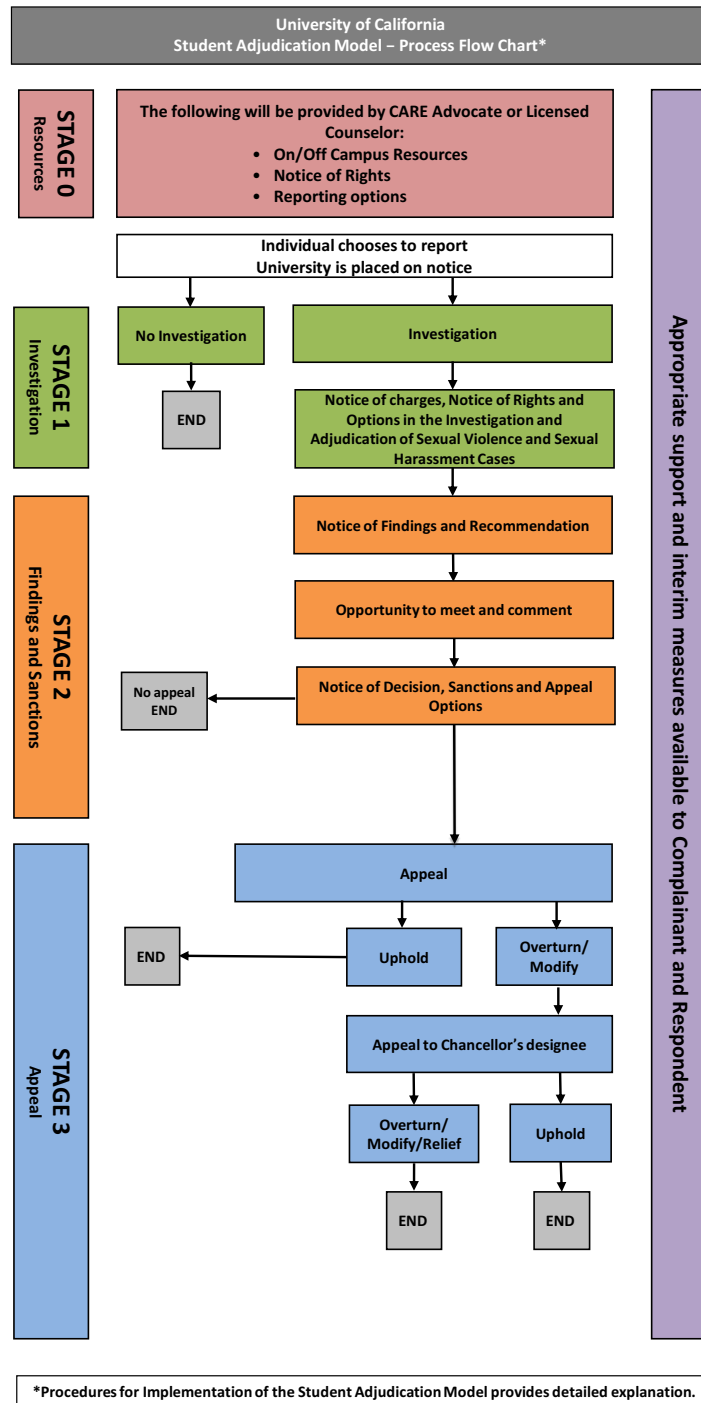 University of California
Student Adjudication Model – Process Flow Chart*
STAGE 0
Resources
The following will be provided by CARE Advocate or Licensed
Counselor:
• On/Off Campus Resources
• Notice of Rights
• Reporting options
Individual chooses to report
University is placed on notice
STAGE 1
Investigation
No Investigation
Investigation
END
Notice of charges, Notice of Rights and
Options in the Investigation and
Adjudication of Sexual Violence and Sexual
Harassment Cases
STAGE 2
Findings and Sanctions
Notice of Findings and Recommendation
Opportunity to meet and comment
No appeal
END
Notice of Decision, Sanctions and Appeal
Options
STAGE 3
Appeal
Appeal
END
Uphold
Overturn/
Modify
Appeal to Chancellor’s designee
Overturn/
Modify/Relief
Uphold
END
END
Appropriate support and interim measures available to Complainant and Respondent
*Procedures for Implementation of the Student Adjudication Model provides detailed explanation.